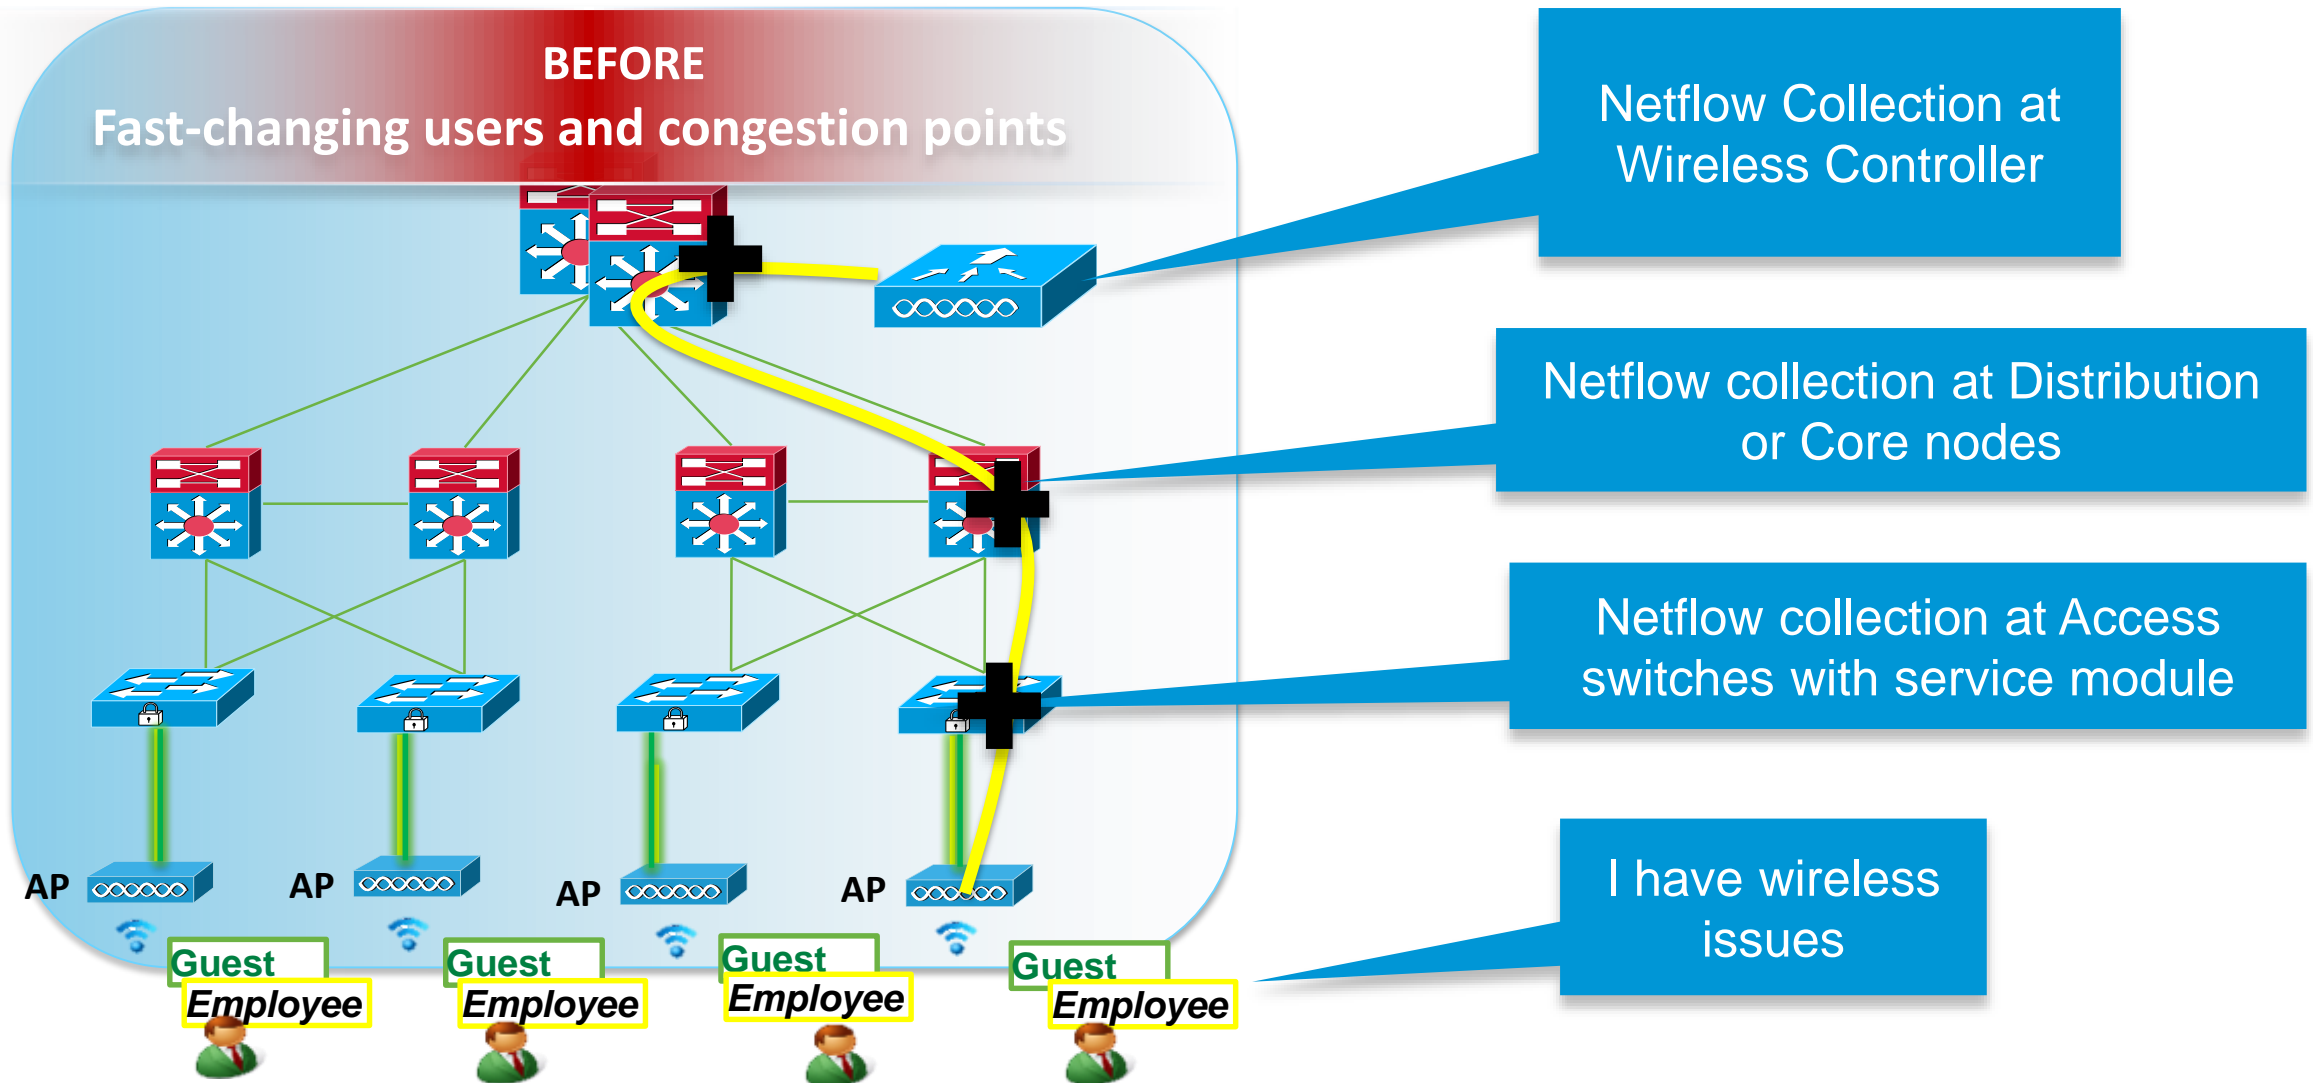 BEFORE
Fast-changing users and congestion points
Netflow Collection at
Wireless Controller
Netflow collection at Distribution
or Core nodes
Netflow collection at Access
switches with service module
I have wireless
issues
AP
AP
AP
AP
Guest
Employee
Guest
Employee
Guest
Employee
Guest
Employee